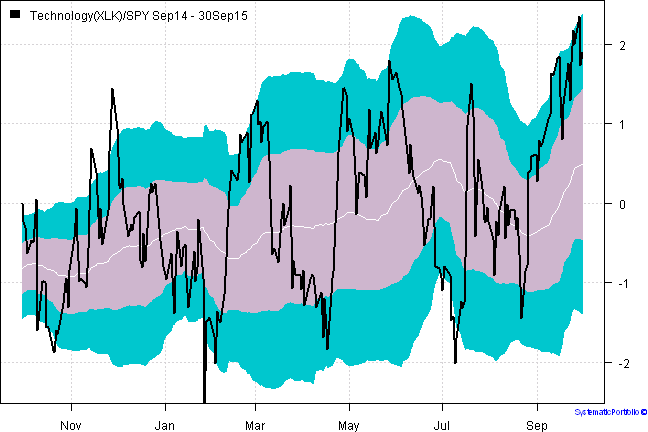 Technology(XLK)/SPY Sep14 - 30Sep15
2
1
0
-1
-2
Nov Jan Mar May Jul Sep
SystematicPortfolio ©